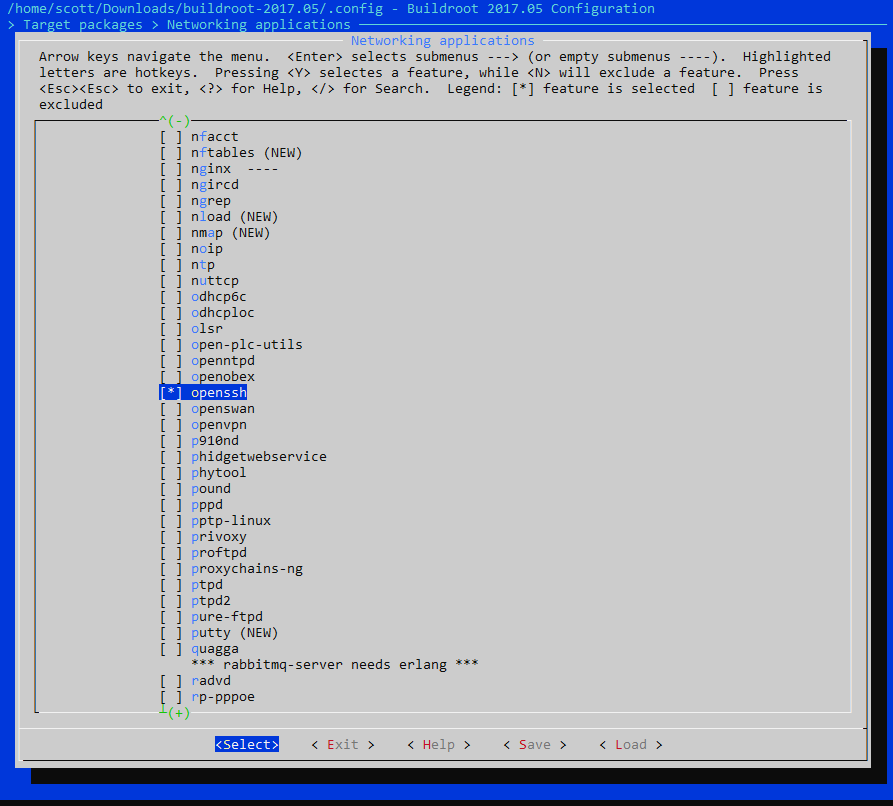 /home/scott/Downloads/buildroot-2017.05/.config - Buildroot 2017.05 Configuration
> Target packages > Networking applications
Networking applications
Arrow keys navigate the menu.  <Enter> selects submenus ---> (or empty submenus ----).  Highlighted
letters are hotkeys.  Pressing <Y> selectes a feature, while <N> will exclude a feature.  Press
<Esc><Esc> to exit, <?> for Help, </> for Search.  Legend: [*] feature is selected  [ ] feature is
excluded
^(-)
[ ] nfacct
[ ] nftables (NEW)
[ ] nginx  ----
[ ] ngircd
[ ] ngrep
[ ] nload (NEW)
[ ] nmap (NEW)
[ ] noip
[ ] ntp
[ ] nuttcp
[ ] odhcp6c
[ ] odhcploc
[ ] olsr
[ ] open-plc-utils
[ ] openntpd
[ ] openobex
[*] openssh
[ ] openswan
[ ] openvpn
[ ] p910nd
[ ] phidgetwebservice
[ ] phytool
[ ] pound
[ ] pppd
[ ] pptp-linux
[ ] privoxy
[ ] proftpd
[ ] proxychains-ng
[ ] ptpd
[ ] ptpd2
[ ] pure-ftpd
[ ] putty (NEW)
[ ] quagga
*** rabbitmq-server needs erlang ***
[ ] radvd
[ ] rp-pppoe
┴(+)
<Select>    < Exit >    < Help >    < Save >    < Load >